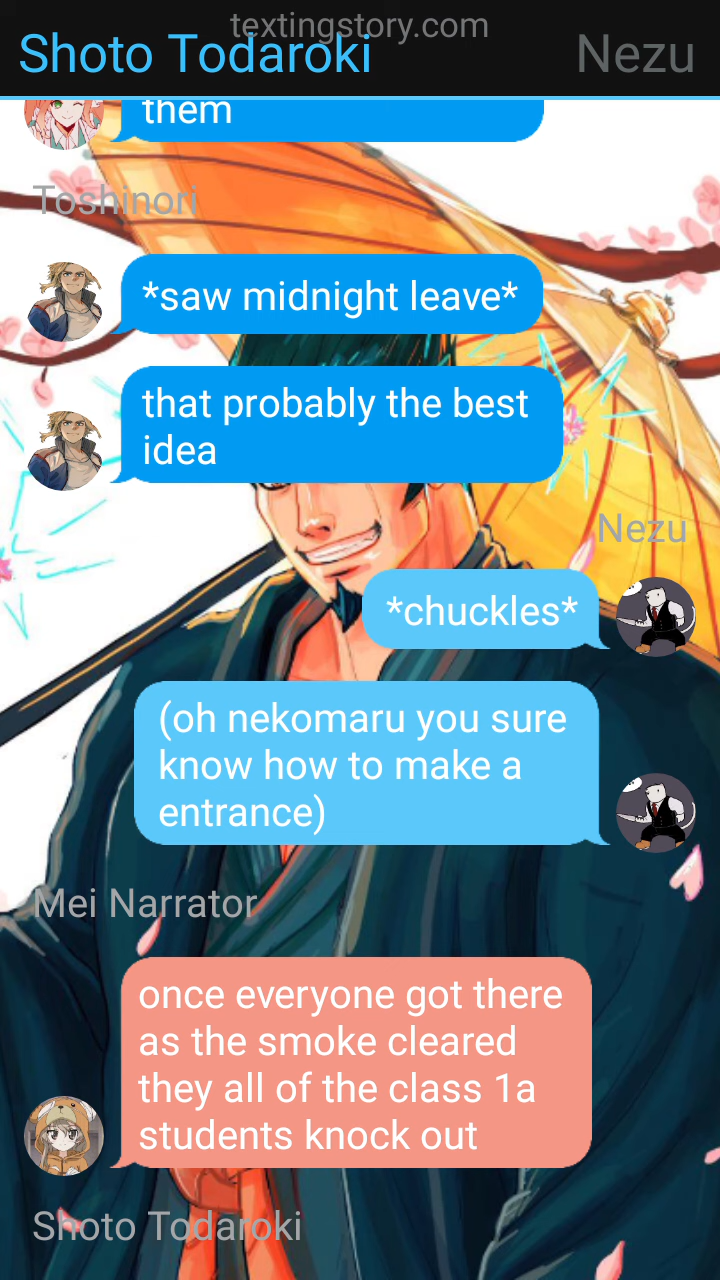 textingstory.com
Shoto Todaroki
Nezu
them
Toshinori
*saw midnight leave*
that probably the best
idea
Nezu
*chuckles*
(oh nekomaru you sure
know how to make a
entrance)
Mei Narrator
once everyone got there
as the smoke cleared
they all of the class 1a
students knock out
Shoto Todaroki